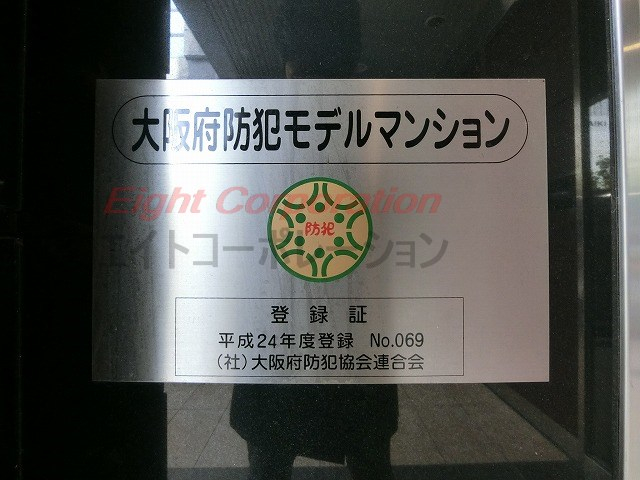 大阪府防犯モデルマンション
Eight Corporation
エイトコーポレーション
防犯
登録証
平成24年度登録 No.069
(社)大阪府防犯協会連合会